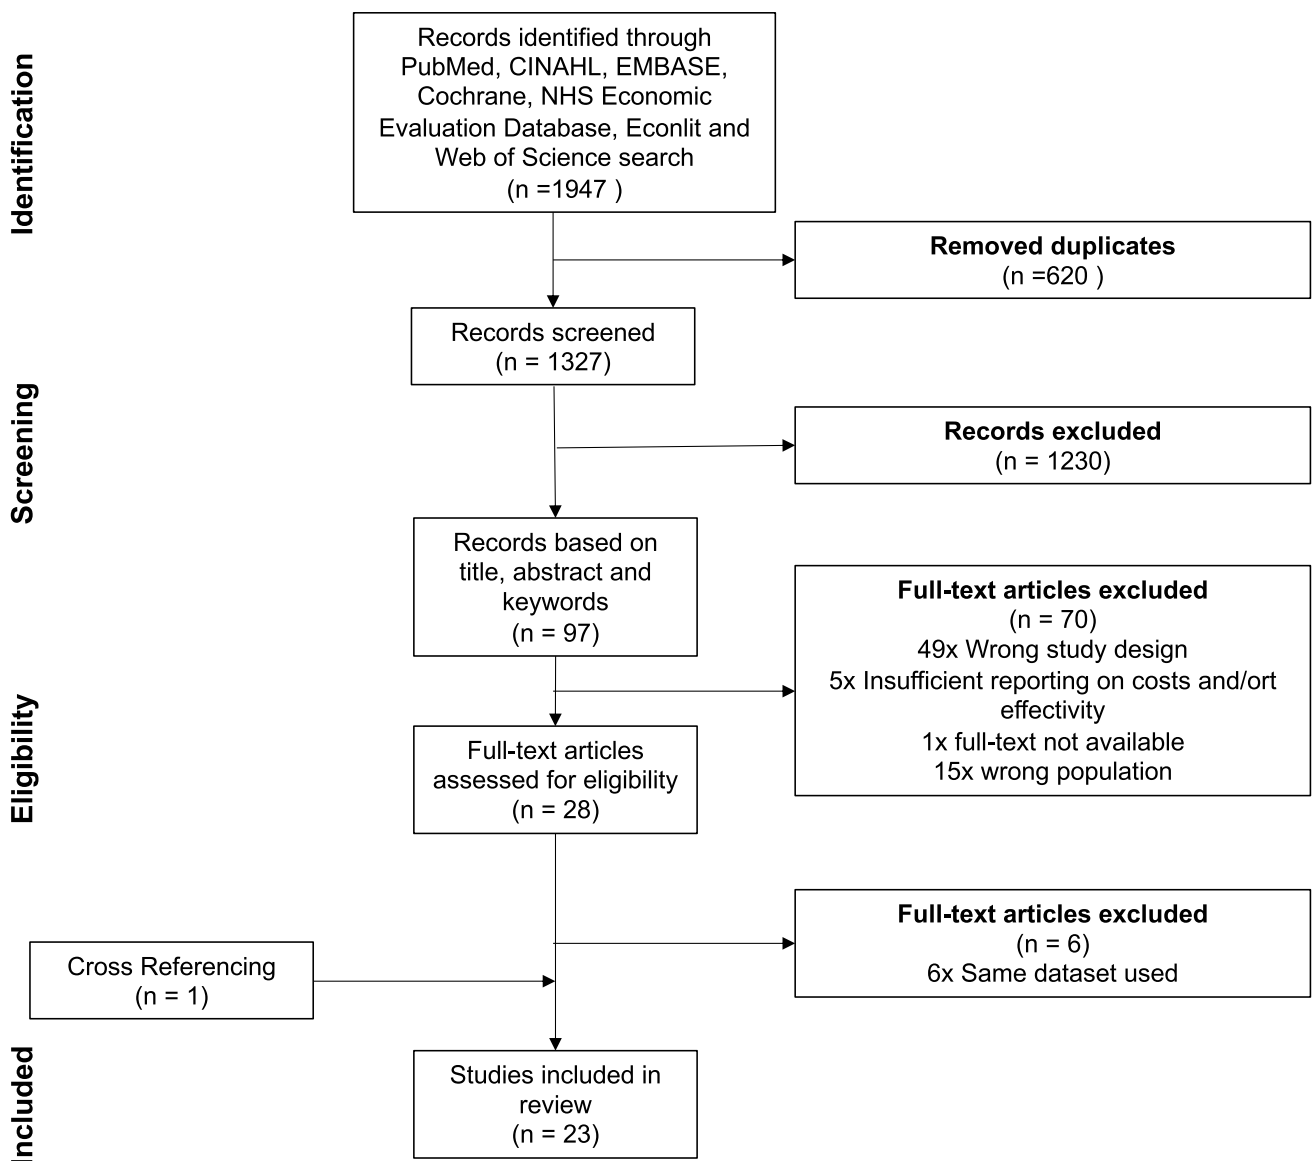 Identification
Records identified through
PubMed, CINAHL, EMBASE,
Cochrane, NHS Economic
Evaluation Database, Econlit and
Web of Science search
(n =1947 )
Removed duplicates
(n =620 )
Records screened
(n = 1327)
Screening
Records excluded
(n = 1230)
Records based on
title, abstract and
keywords
(n = 97)
Full-text articles excluded
(n = 70)
49x Wrong study design
5x Insufficient reporting on costs and/ort
effectivity
1x full-text not available
15x wrong population
Eligibility
Full-text articles
assessed for eligibility
(n = 28)
Full-text articles excluded
(n = 6)
6x Same dataset used
Cross Referencing
(n = 1)
Included
Studies included in
review
(n = 23)